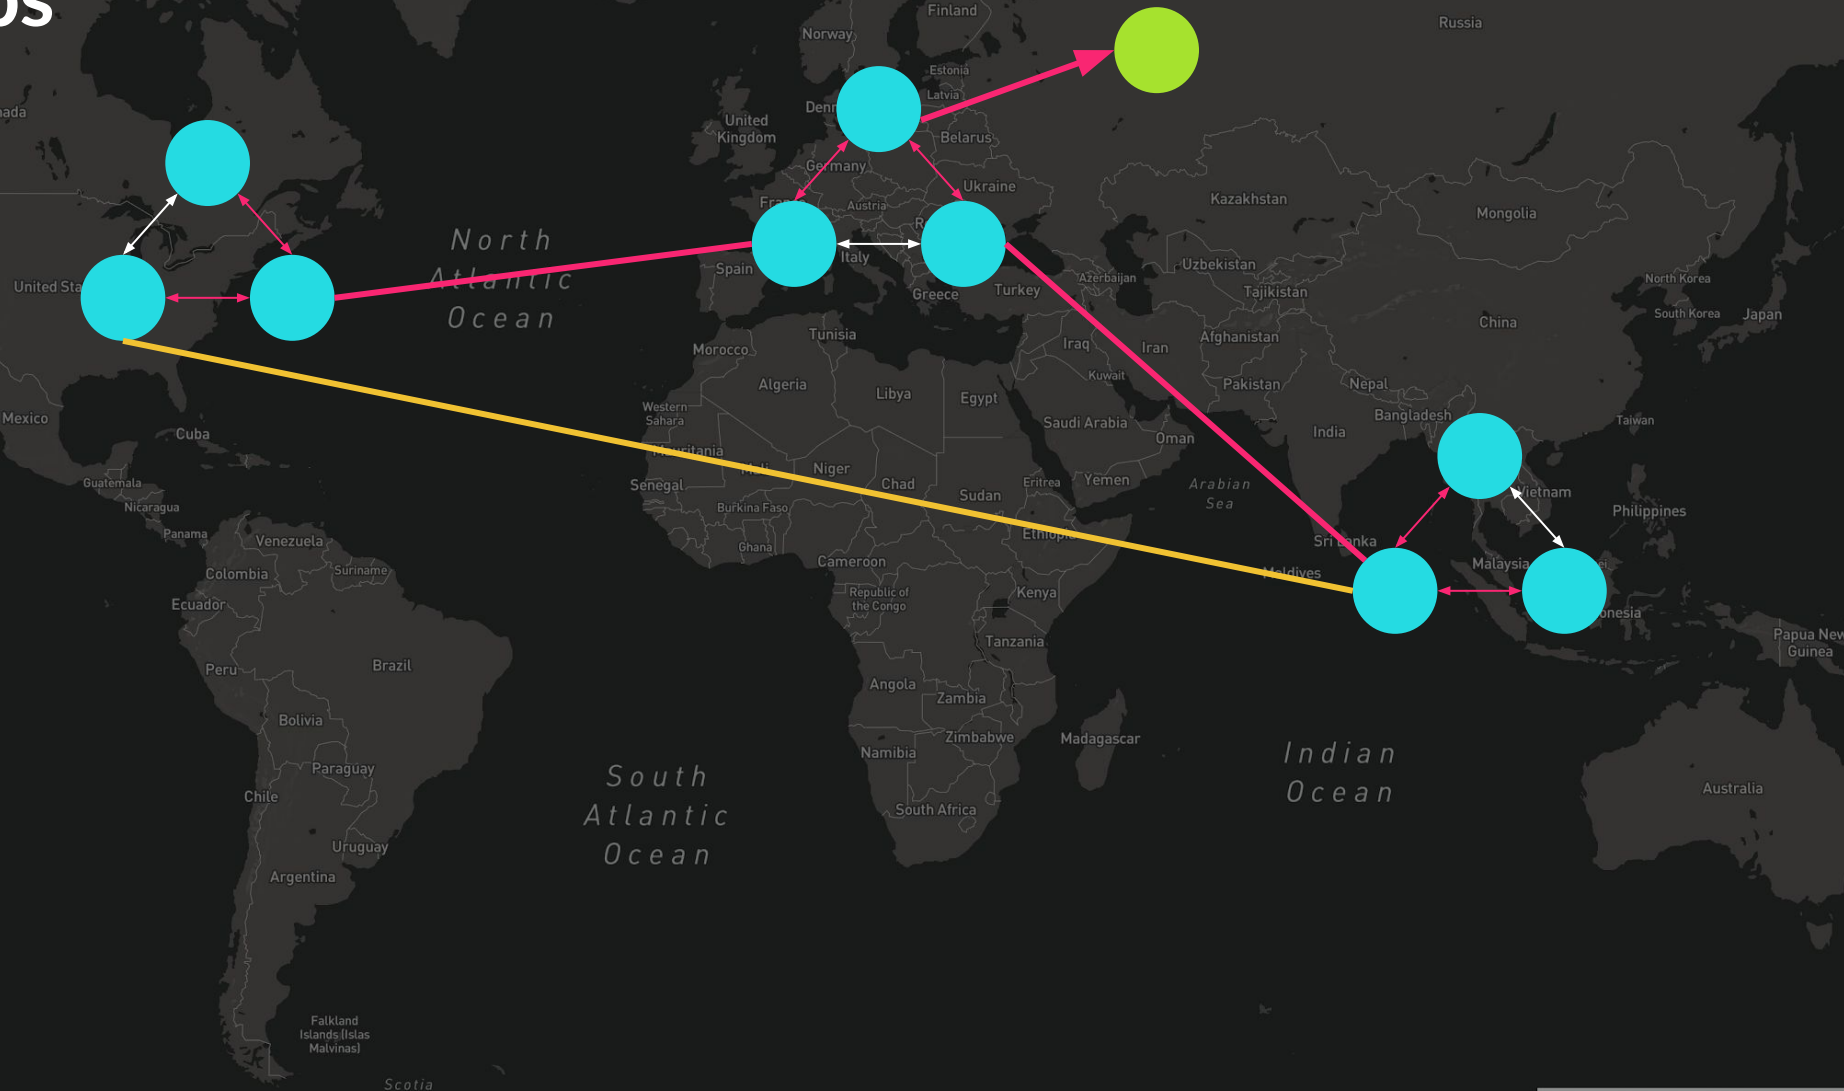 os
Finland
Russia
Norway
Estonia
Latvia
United
Kingdom
Belarus
Germany
Ukraine
Austria
Kazakhstan
Mongolia
North
Atlantic
Ocean
Spain
Italy
Greece
Turkey
Azerbaijan
Uzbekistan
Tajikistan
North Korea
South Korea
Japan
China
Tunisia
Morocco
Iraq
Iran
Afghanistan
Kuwait
Pakistan
Nepal
Algeria
Libya
Egypt
Western
Sahara
Saudi Arabia
Bangladesh
Taiwan
Mexico
Cuba
India
Oman
Mauritania
Mali
Niger
Chad
Senegal
Sudan
Eritrea
Yemen
Arabian
Sea
Vietnam
Philippines
Guatemala
Nicaragua
Burkina Faso
Panama
Venezuela
Ghana
Ethiopia
Sri Lanka
Cameroon
Malaysia
Maldives
Colombia
Suriname
Republic of
the Congo
Kenya
Ecuador
Tanzania
Papua New
Guinea
Peru
Brazil
Angola
Zambia
Bolivia
Zimbabwe
Madagascar
Namibia
Indian
Ocean
Paraguay
South
Atlantic
Ocean
Chile
Australia
South Africa
Uruguay
Argentina
Falkland
Islands (Islas
Malvinas)
Scotia